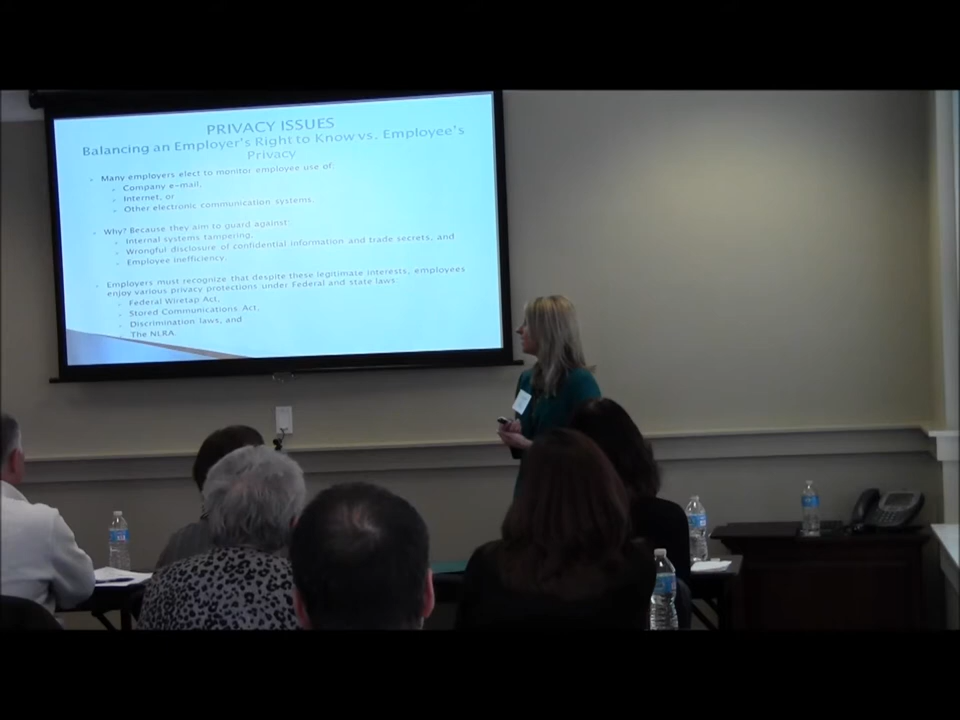 PRIVACY ISSUES
Balancing an Employer's Right to Know vs. Employee's
Privacy
Many employers elect to monitor employee use of:
Company e-mail,
Internet, or
Other electronic communication systems.
Why? Because they aim to guard against:
Internal systems tampering,
Wrongful disclosure of confidential information and trade secrets, and
Employee inefficiency.
Employers must recognize that despite these legitimate interests, employees
enjoy various privacy protections under Federal and state laws:
Federal Wiretap Act,
Stored Communications Act,
Discrimination laws, and
The NLRA.